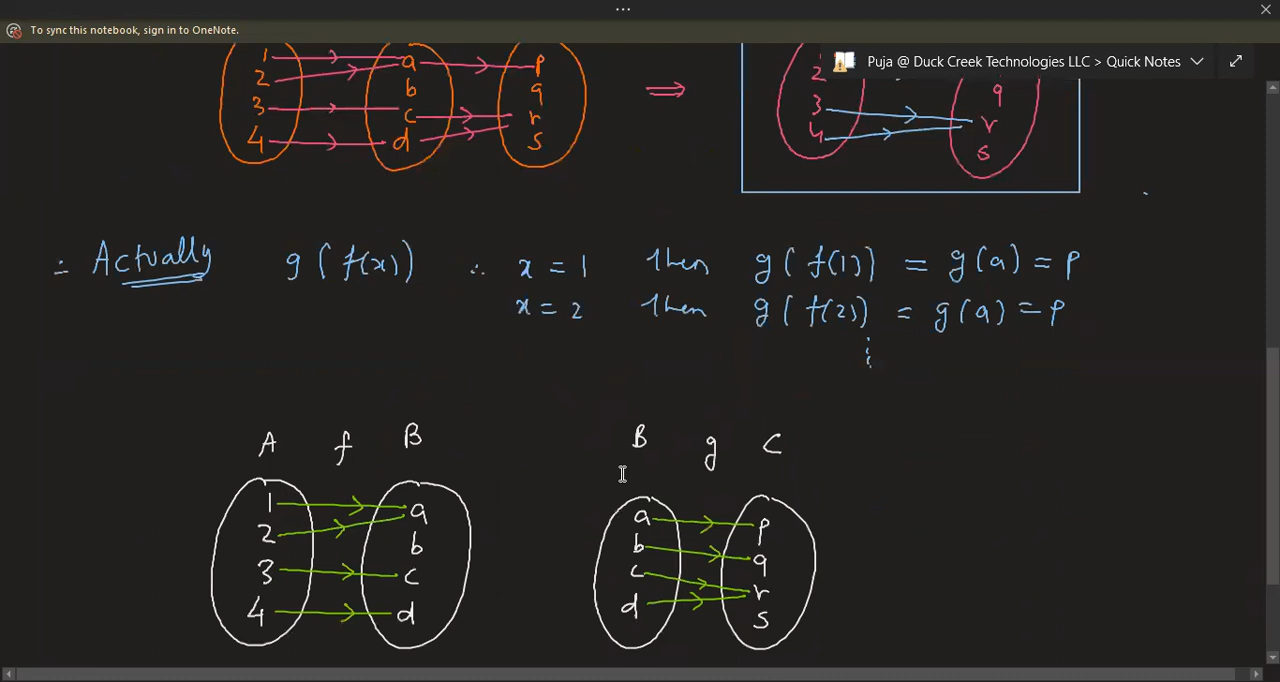 ...
To sync this notebook, sign in to OneNote.
Puja @ Duck Creek Technologies LLC > Quick Notes
1 a p
2 b q
3 c r
4 d s
⟹
2 q
3 r
4 s
= Actually g(f(x)) ∴ x = 1 then g(f(1)) = g(a) = p
x = 2 then g(f(2)) = g(a) = p
⋮
A f B
B g C
1 a
2 b
3 c
4 d
a p
b q
c r
d s